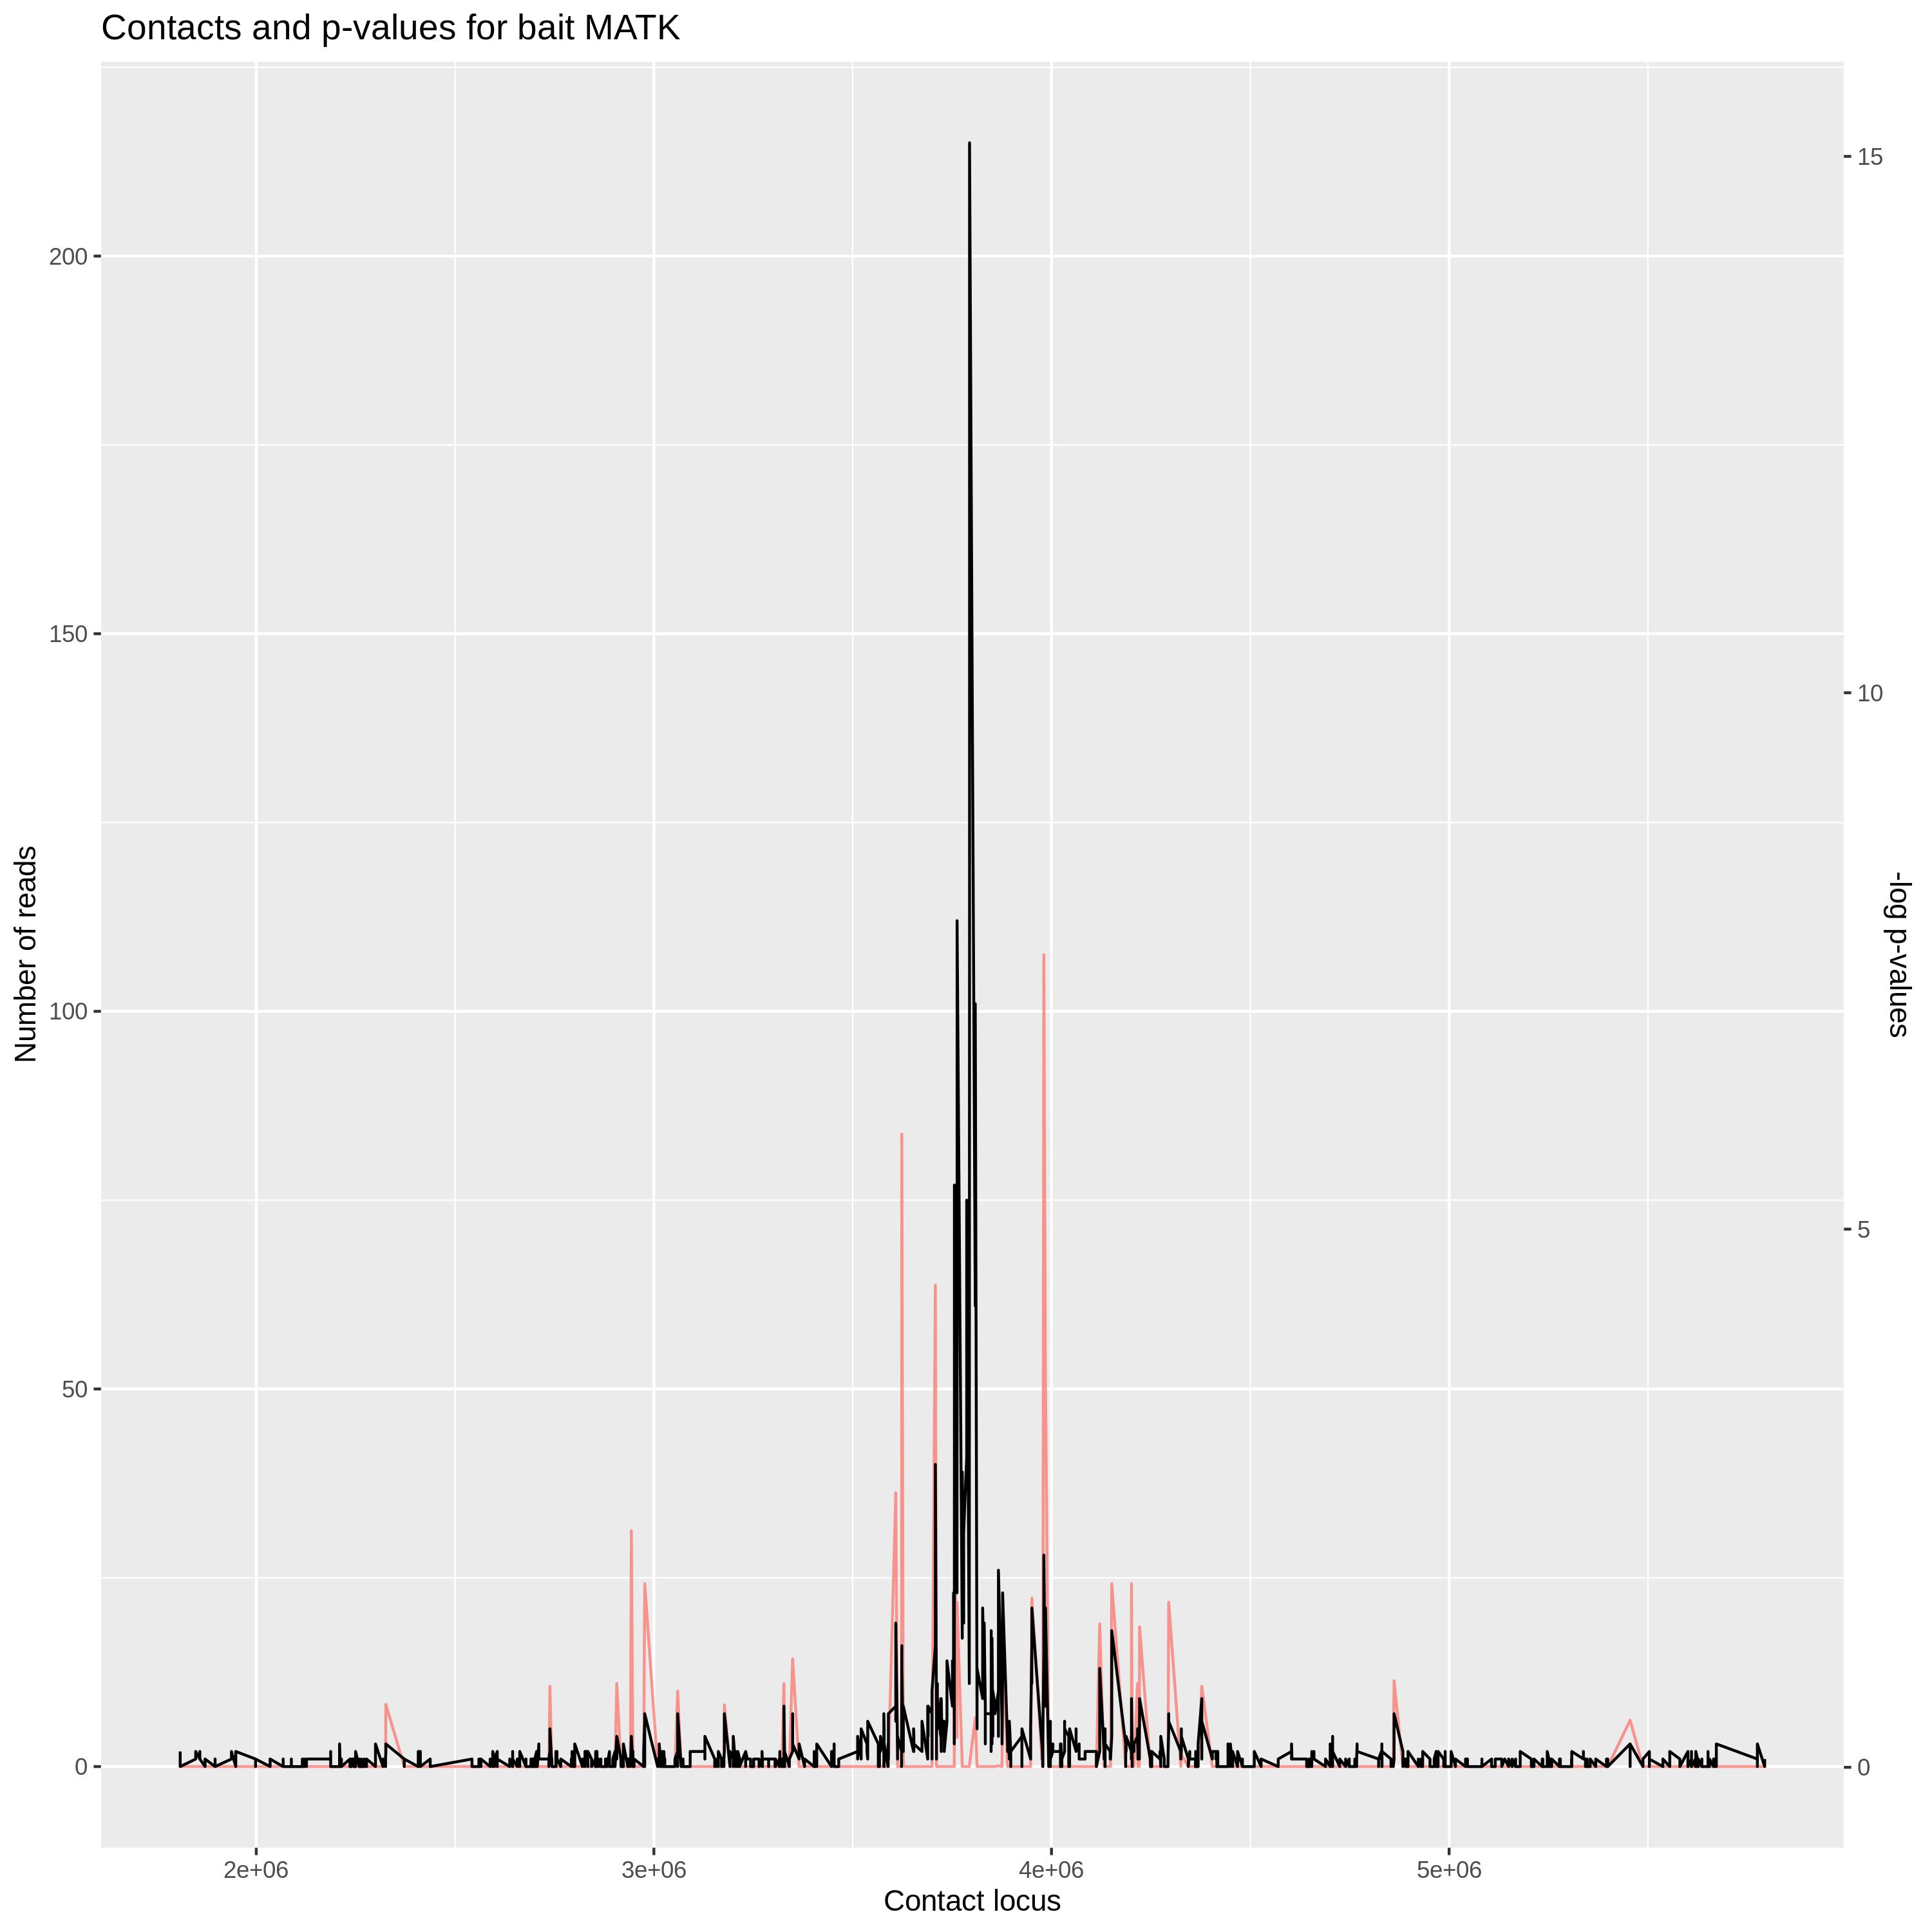 Contacts and p-values for bait MATK
Number of reads
200
150
100
50
0
15
10
5
0
-log p-values
2e+06 3e+06 4e+06 5e+06
Contact locus